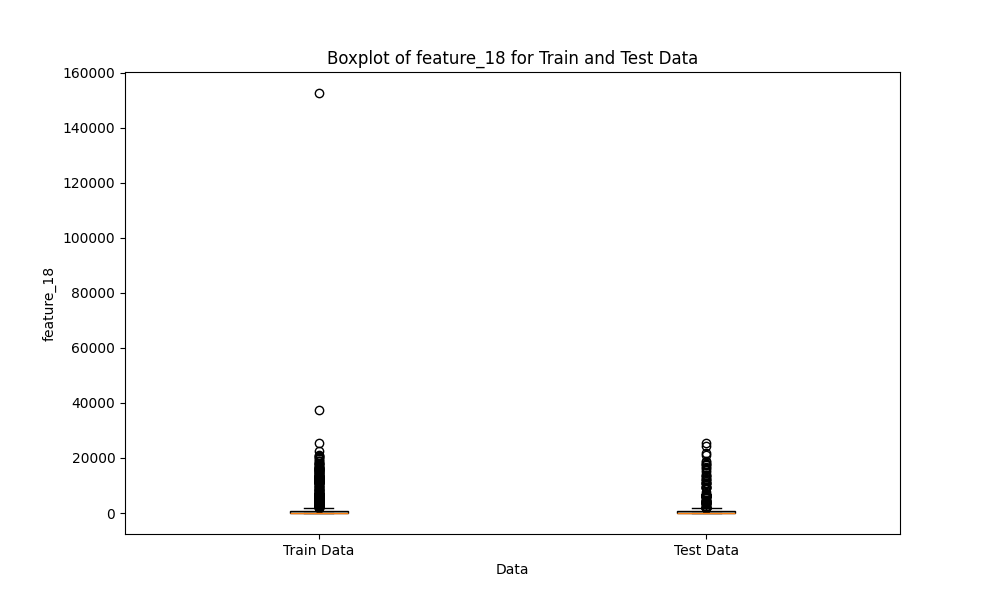 Boxplot of feature_18 for Train and Test Data
160000
140000
120000
100000
80000
60000
40000
20000
0
feature_18
Train Data
Test Data
Data